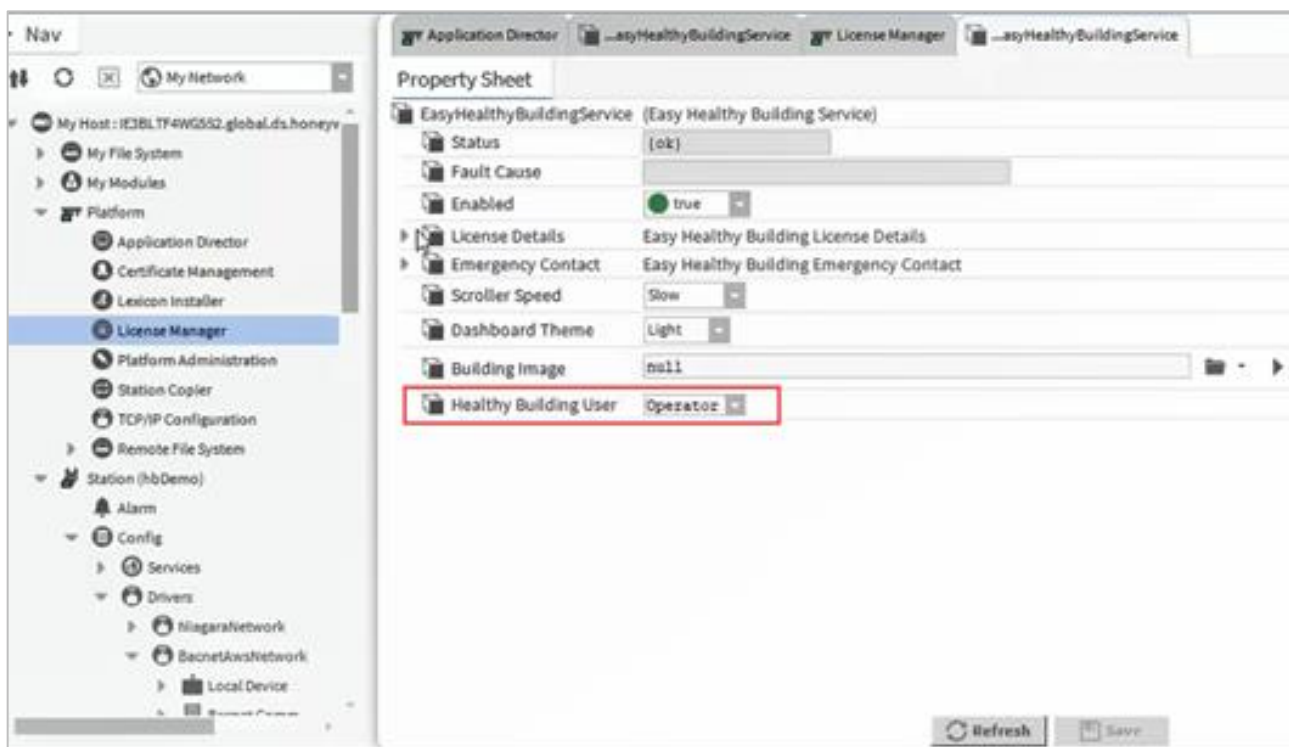 Nav
My Network
My Host : IE3BLTF4WG5S2.global.ds.honeyw
My File System
My Modules
Platform
Application Director
Certificate Management
Lexicon Installer
License Manager
Platform Administration
Station Copier
TCP/IP Configuration
Remote File System
Station (hbDemo)
Alarm
Config
Services
Drivers
NiagaraNetwork
BacnetAwsNetwork
Local Device
Application Director
...asyHealthyBuildingService
License Manager
...asyHealthyBuildingService
Property Sheet
EasyHealthyBuildingService (Easy Healthy Building Service)
Status {ok}
Fault Cause
Enabled true
License Details Easy Healthy Building License Details
Emergency Contact Easy Healthy Building Emergency Contact
Scroller Speed Slow
Dashboard Theme Light
Building Image null
Healthy Building User Operator
Refresh Save